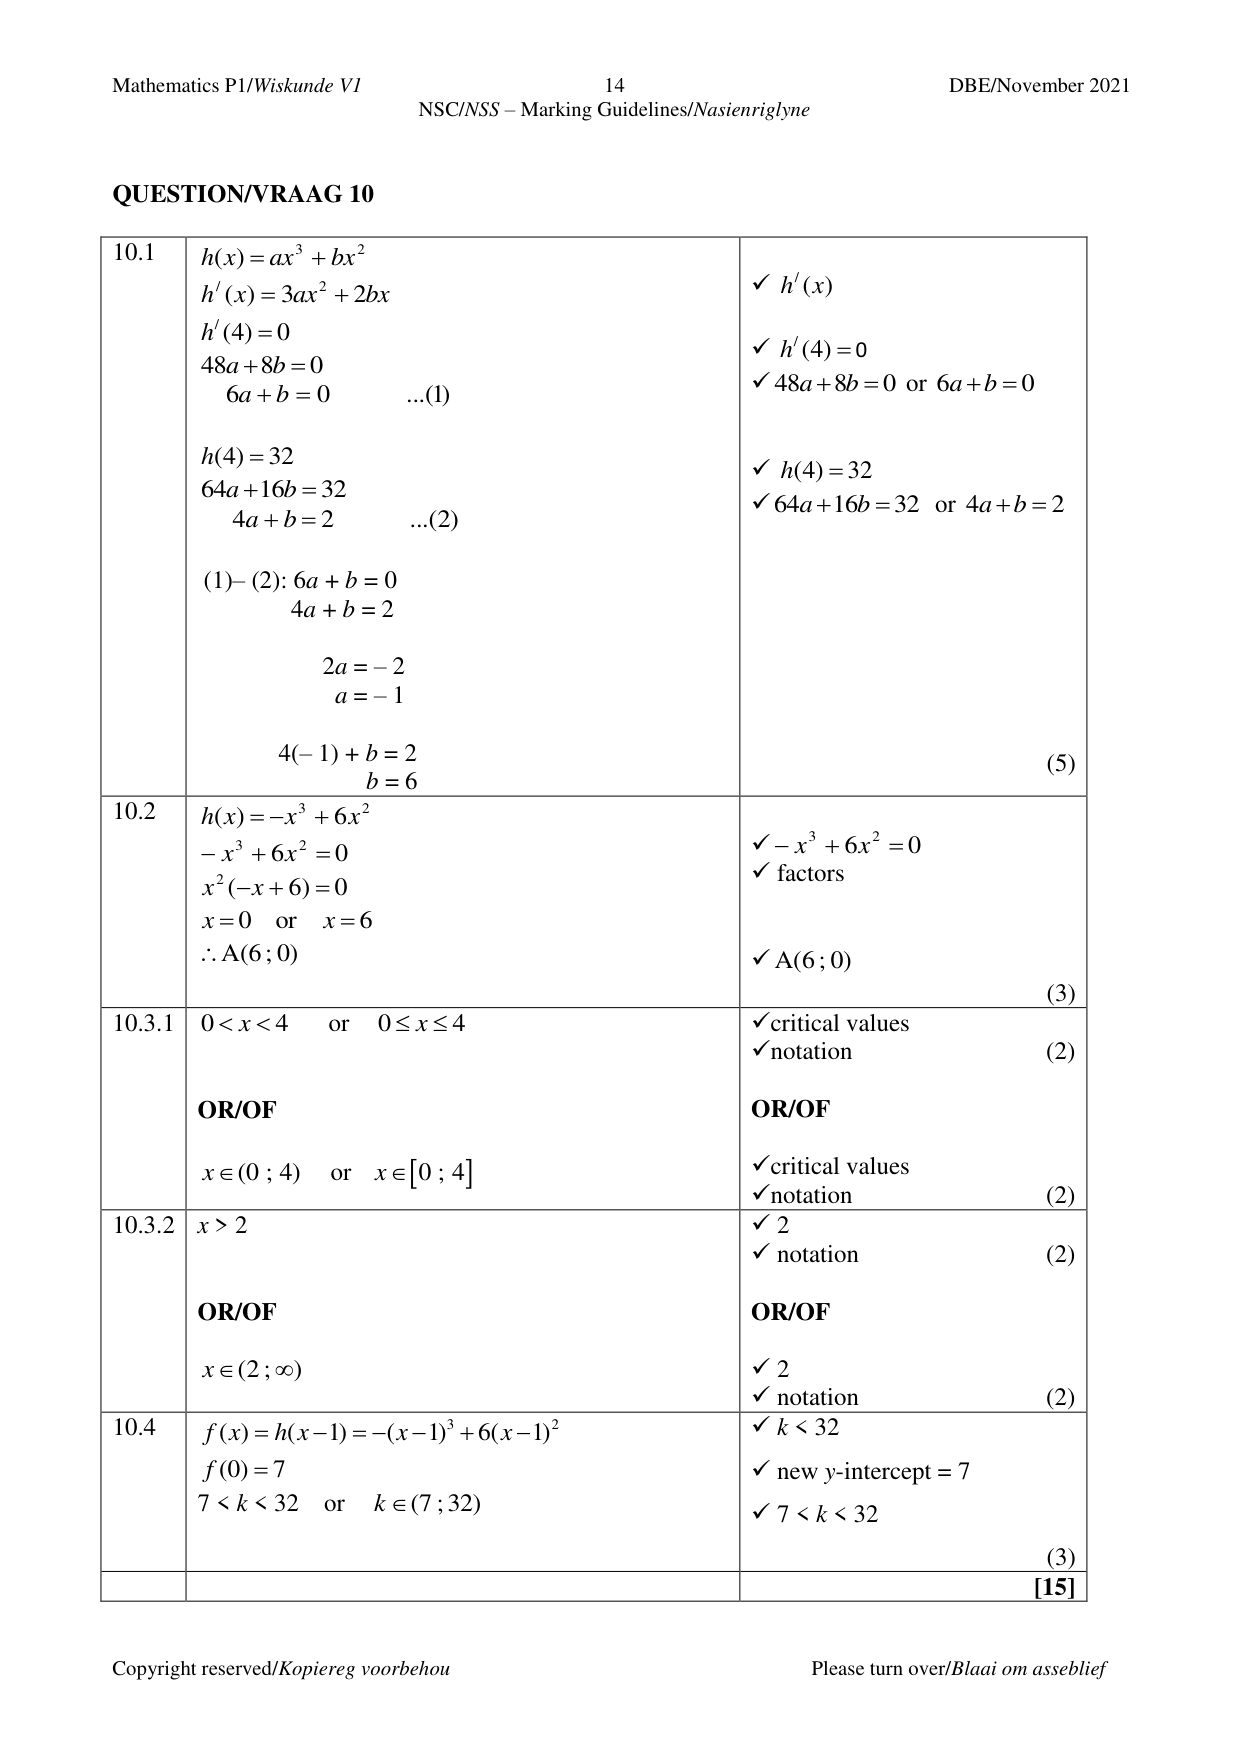 Mathematics P1/Wiskunde V1 14 DBE/November 2021
NSC/NSS – Marking Guidelines/Nasienriglyne
QUESTION/VRAAG 10
10.1
h(x) = ax³ + bx²
h′(x) = 3ax² + 2bx
h′(4) = 0
48a + 8b = 0
6a + b = 0 ...(1)
h(4) = 32
64a + 16b = 32
4a + b = 2 ...(2)
(1)– (2): 6a + b = 0
4a + b = 2
2a = – 2
a = – 1
4(– 1) + b = 2
b = 6
✓ h′(x)
✓ h′(4) = 0
✓ 48a + 8b = 0 or 6a + b = 0
✓ h(4) = 32
✓ 64a + 16b = 32 or 4a + b = 2
(5)
10.2
h(x) = −x³ + 6x²
− x³ + 6x² = 0
x²(−x + 6) = 0
x = 0 or x = 6
∴ A(6 ; 0)
✓ − x³ + 6x² = 0
✓ factors
✓ A(6 ; 0)
(3)
10.3.1
0 < x < 4 or 0 ≤ x ≤ 4
OR/OF
x ∈ (0 ; 4) or x ∈ [0 ; 4]
✓critical values
✓notation (2)
OR/OF
✓critical values
✓notation (2)
10.3.2
x > 2
OR/OF
x ∈ (2 ; ∞)
✓ 2
✓ notation (2)
OR/OF
✓ 2
✓ notation (2)
10.4
f(x) = h(x − 1) = −(x − 1)³ + 6(x − 1)²
f(0) = 7
7 < k < 32 or k ∈ (7 ; 32)
✓ k < 32
✓ new y-intercept = 7
✓ 7 < k < 32
(3)
[15]
Copyright reserved/Kopiereg voorbehou Please turn over/Blaai om asseblief